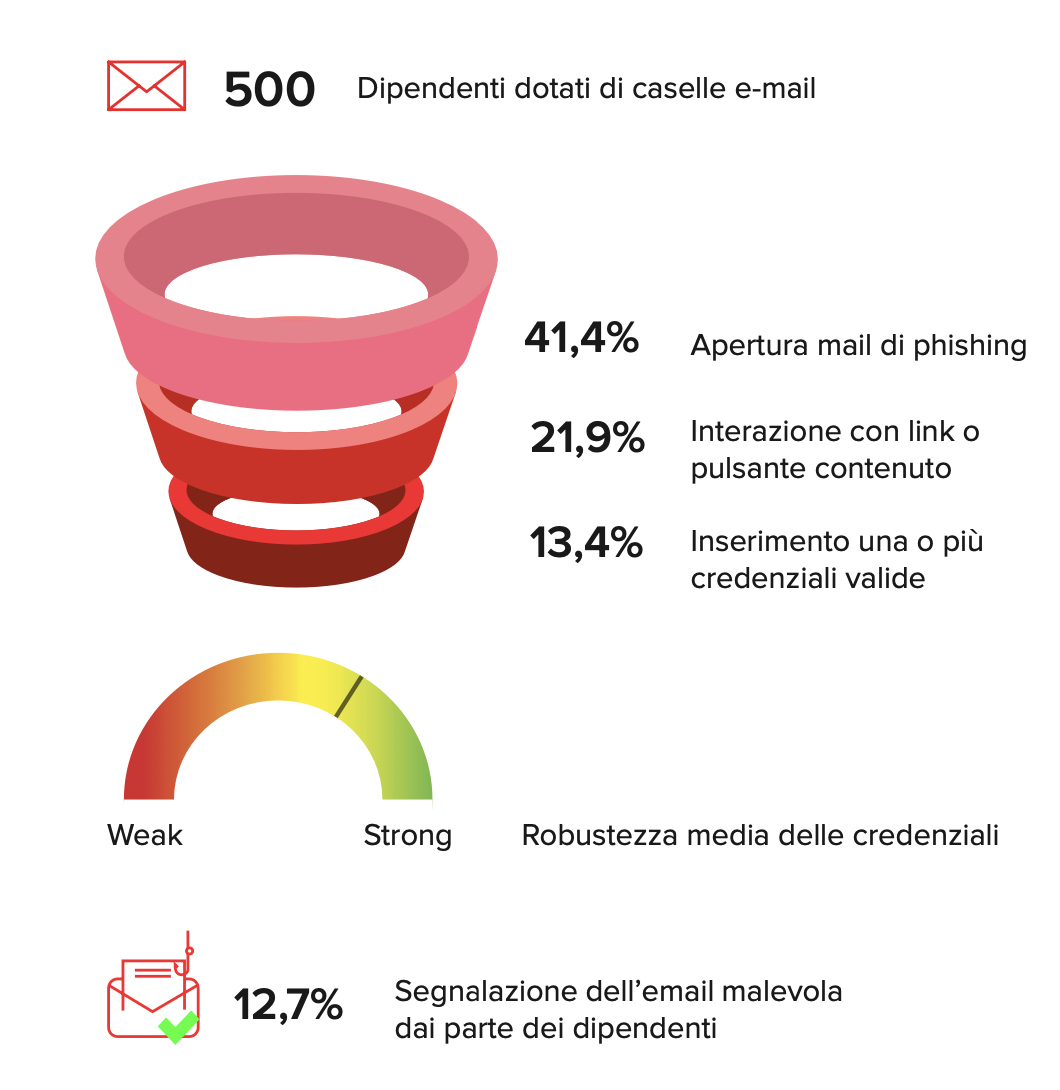 500 Dipendenti dotati di caselle e-mail
41,4% Apertura mail di phishing
21,9% Interazione con link o
pulsante contenuto
13,4% Inserimento una o più
credenziali valide
Weak Strong Robustezza media delle credenziali
12,7% Segnalazione dell’email malevola
dai parte dei dipendenti